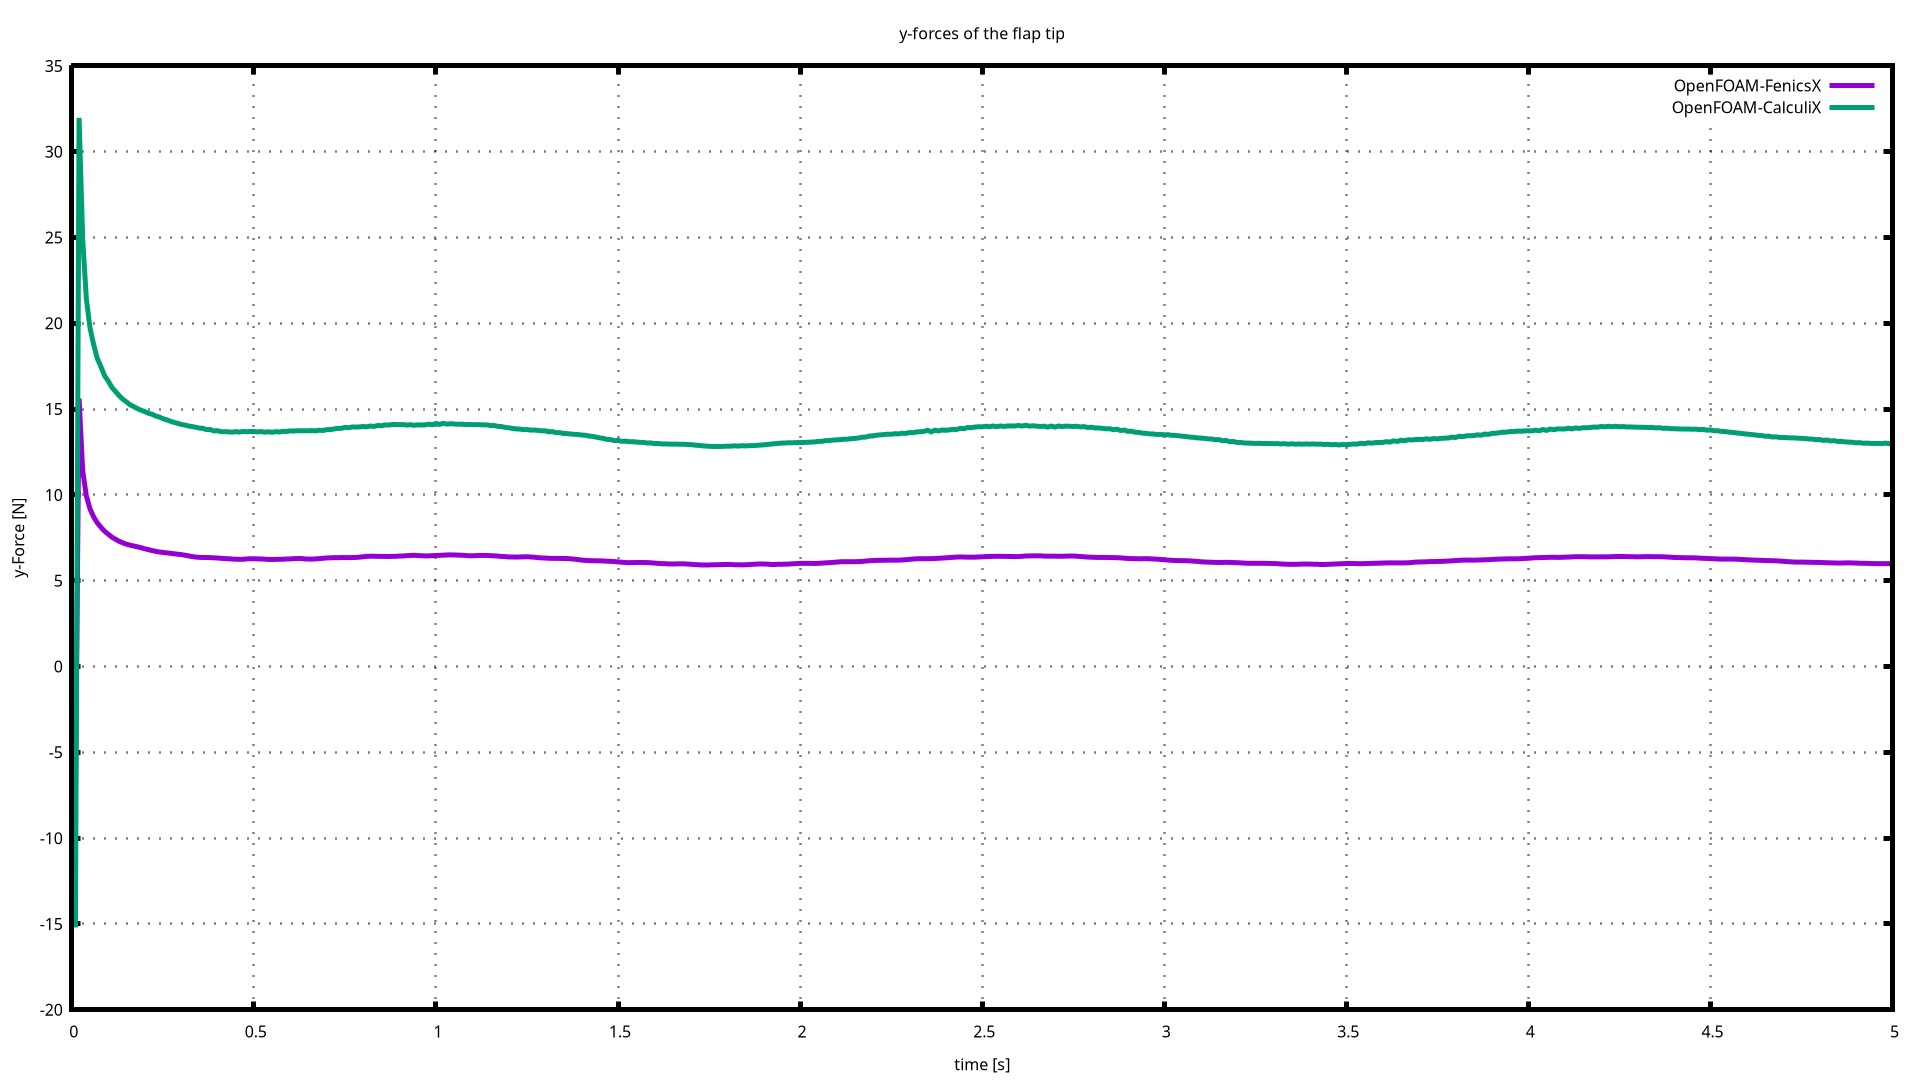 y-forces of the flap tip
OpenFOAM-FenicsX
OpenFOAM-CalculiX
35
30
25
20
15
10
5
0
-5
-10
-15
-20
y-Force [N]
0 0.5 1 1.5 2 2.5 3 3.5 4 4.5 5
time [s]